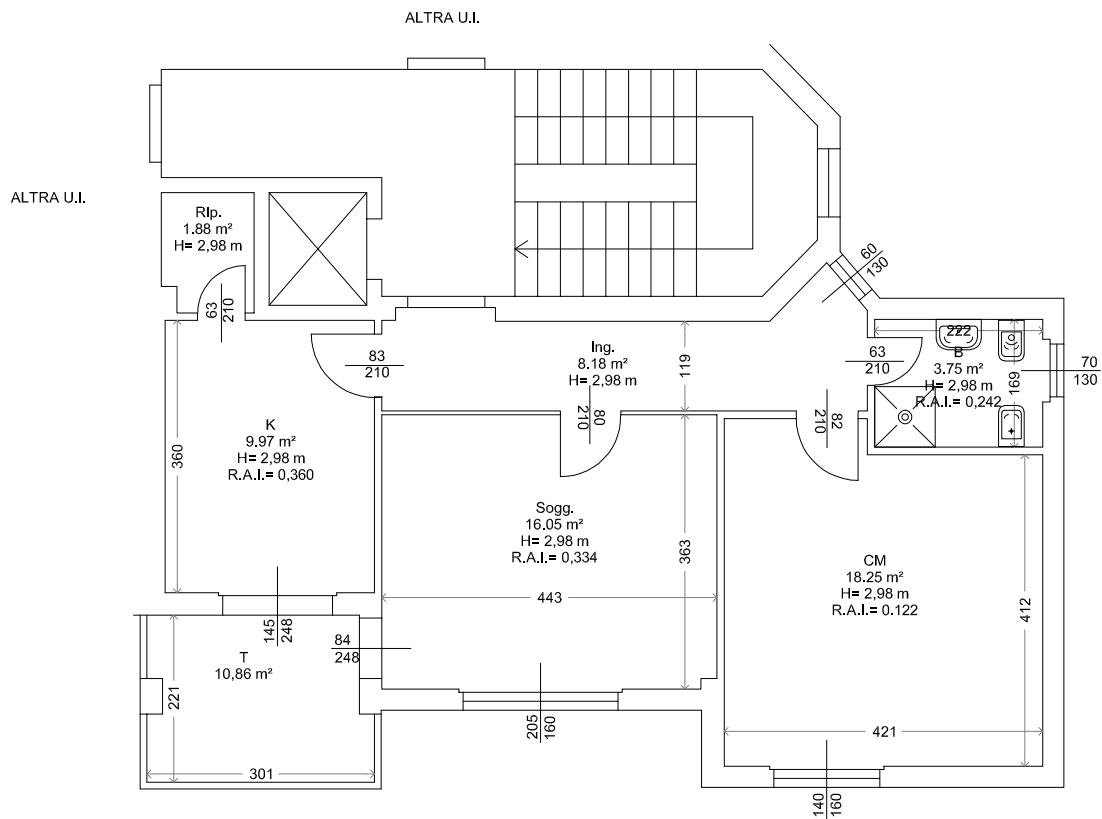 ALTRA U.I.
ALTRA U.I.
RIp.
1.88 m²
H= 2,98 m
63
210
60
130
83
210
Ing.
8.18 m²
H= 2,98 m
119
63
210
222
B
3.75 m²
H= 2,98 m
R.A.I.= 0,242
169
70
130
80
210
82
210
K
9.97 m²
H= 2,98 m
R.A.I.= 0,360
360
Sogg.
16.05 m²
H= 2,98 m
R.A.I.= 0,334
363
443
CM
18.25 m²
H= 2,98 m
R.A.I.= 0.122
412
421
145
248
84
248
T
10,86 m²
221
301
205
160
140
160